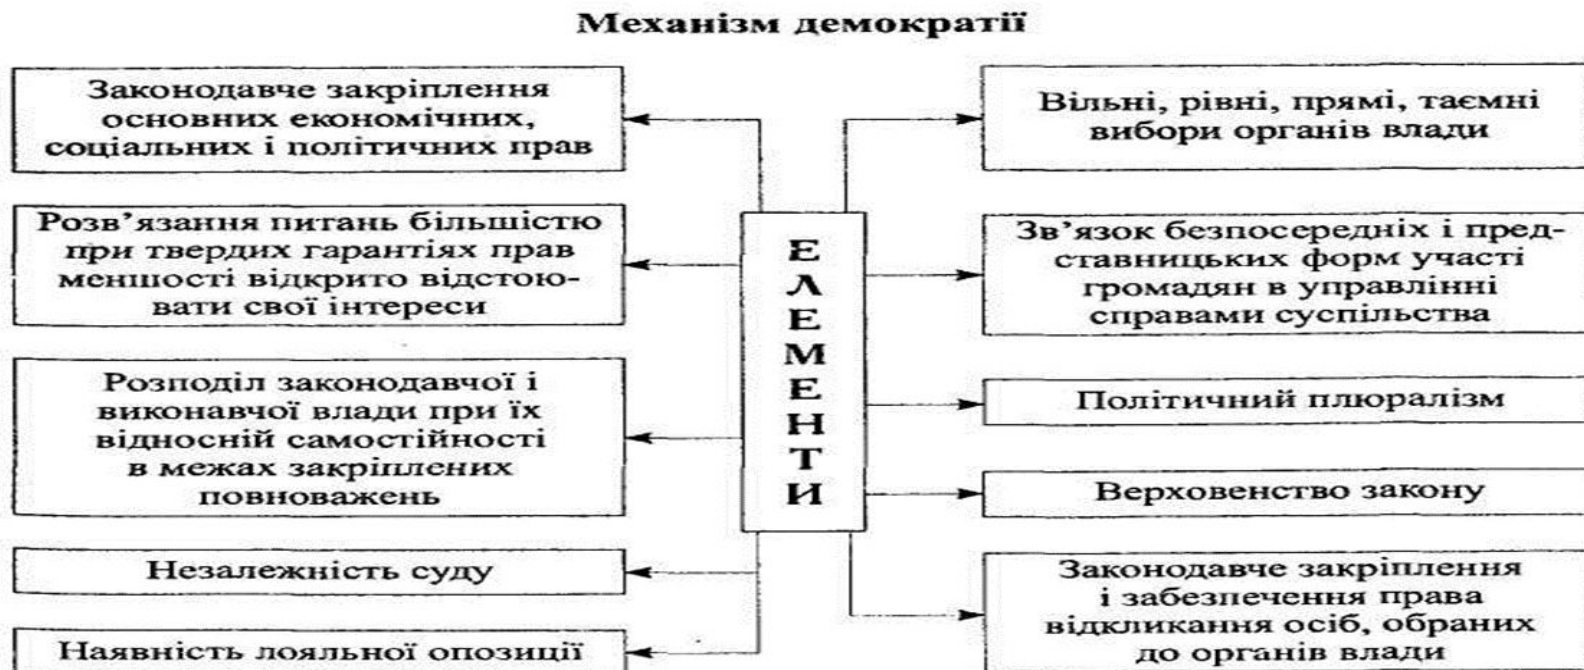 Механізм демократії
Законодавче закріплення
основних економічних,
соціальних і політичних прав
Розв’язання питань більшістю
при твердих гарантіях прав
меншості відкрито відстою-
вати свої інтереси
Розподіл законодавчої і
виконавчої влади при їх
відносній самостійності
в межах закріплених
повноважень
Незалежність суду
Наявність лояльної опозиції
ЕЛЕМЕНТИ
Вільні, рівні, прямі, таємні
вибори органів влади
Зв’язок безпосередніх і пред-
ставницьких форм участі
громадян в управлінні
справами суспільства
Політичний плюралізм
Верховенство закону
Законодавче закріплення
і забезпечення права
відкликання осіб, обраних
до органів влади